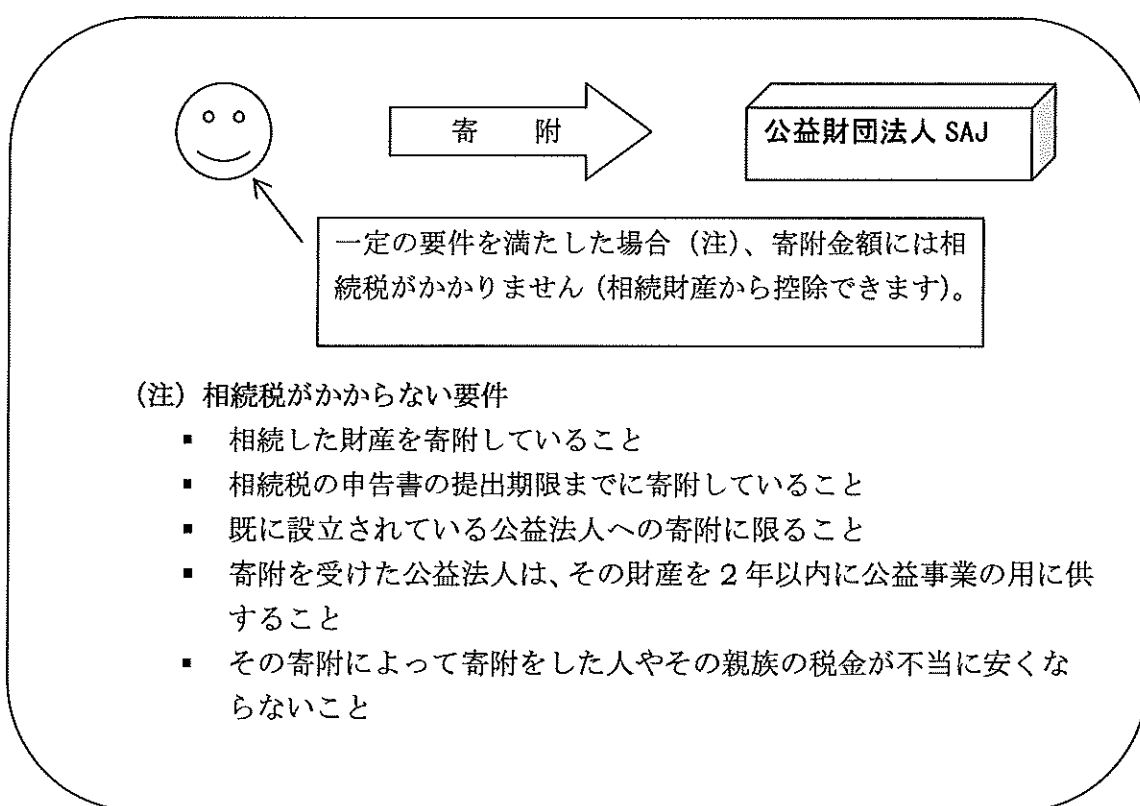 寄　附
公益財団法人 SAJ
一定の要件を満たした場合（注）、寄附金額には相
続税がかかりません（相続財産から控除できます）。
（注）相続税がかからない要件
▪ 相続した財産を寄附していること
▪ 相続税の申告書の提出期限までに寄附していること
▪ 既に設立されている公益法人への寄附に限ること
▪ 寄附を受けた公益法人は、その財産を２年以内に公益事業の用に供
すること
▪ その寄附によって寄附をした人やその親族の税金が不当に安くな
らないこと